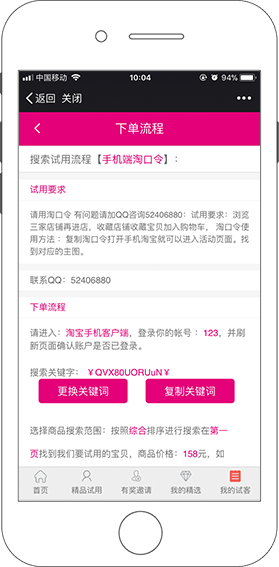 中国移动 10:04 94%
返回 关闭
下单流程
搜索试用流程【手机端淘口令】：
试用要求
请用淘口令 有问题请加QQ咨询52406880：试用要求：浏览
三家店铺再进店，收藏店铺收藏宝贝加入购物车， 淘口令使
用方法 ：复制淘口令打开手机淘宝就可以进入活动页面。找
到对应的主图。
联系QQ：52406880
下单流程
请进入：淘宝手机客户端，登录你的帐号 ：123，并刷
新页面确认账户是否已登录。
搜索关键字：￥QVX80UORUuN￥
更换关键词 复制关键词
选择商品搜索范围：按照综合排序进行搜索在第一
页找到我们要试用的宝贝，商品价格：158元，如
首页 精品试用 有奖邀请 我的精选 我的试客